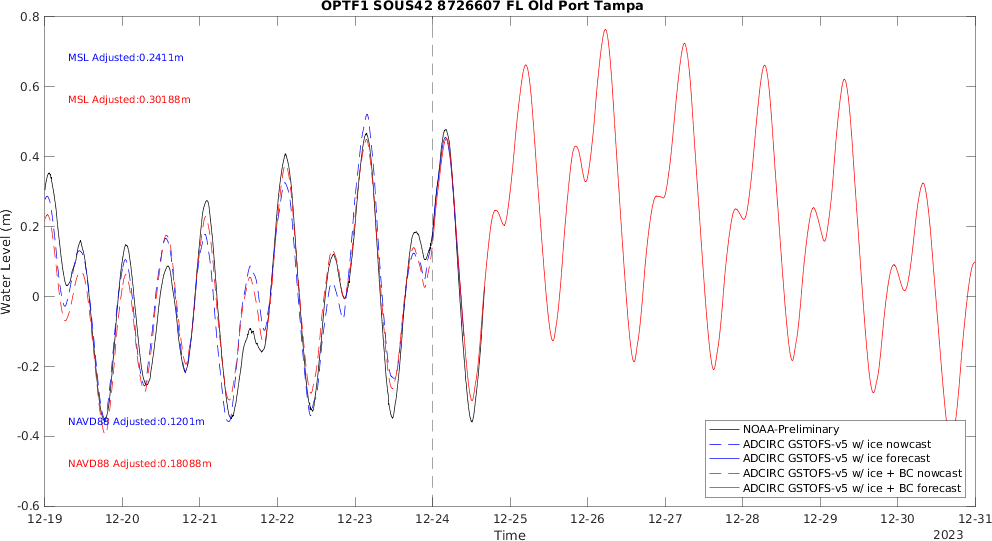 OPTF1 SOUS42 8726607 FL Old Port Tampa
0.8
0.6
0.4
0.2
0
-0.2
-0.4
-0.6
Water Level (m)
MSL Adjusted:0.2411m
MSL Adjusted:0.30188m
NAVD88 Adjusted:0.1201m
NAVD88 Adjusted:0.18088m
NOAA-Preliminary
ADCIRC GSTOFS-v5 w/ ice nowcast
ADCIRC GSTOFS-v5 w/ ice forecast
ADCIRC GSTOFS-v5 w/ ice + BC nowcast
ADCIRC GSTOFS-v5 w/ ice + BC forecast
12-19 12-20 12-21 12-22 12-23 12-24 12-25 12-26 12-27 12-28 12-29 12-30 12-31
Time
2023